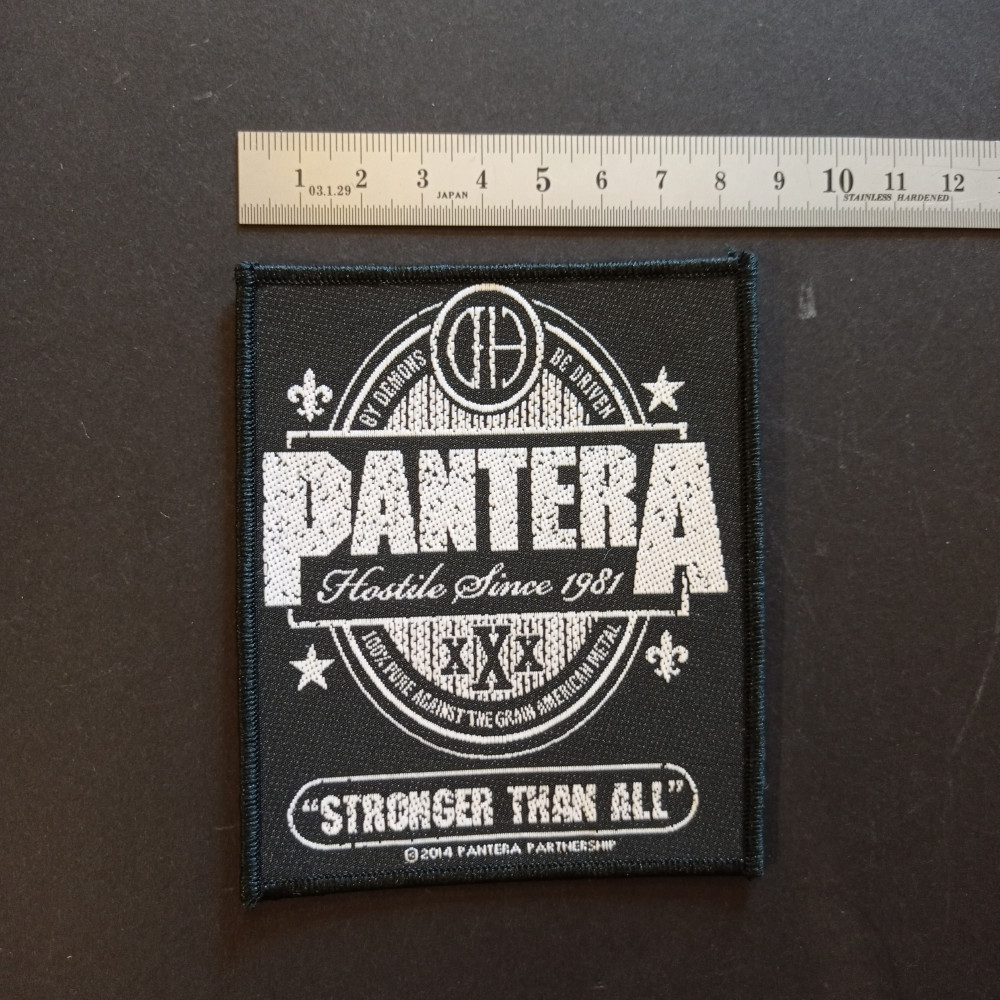 1 2 3 4 5 6 7 8 9 10 11 12
03.1.29 JAPAN STAINLESS HARDENED
BY DEMONS BE DRIVEN
PANTERA
Hostile Since 1981
xXx
100% PURE AGAINST THE GRAIN AMERICAN METAL
“STRONGER THAN ALL”
© 2014 PANTERA PARTNERSHIP